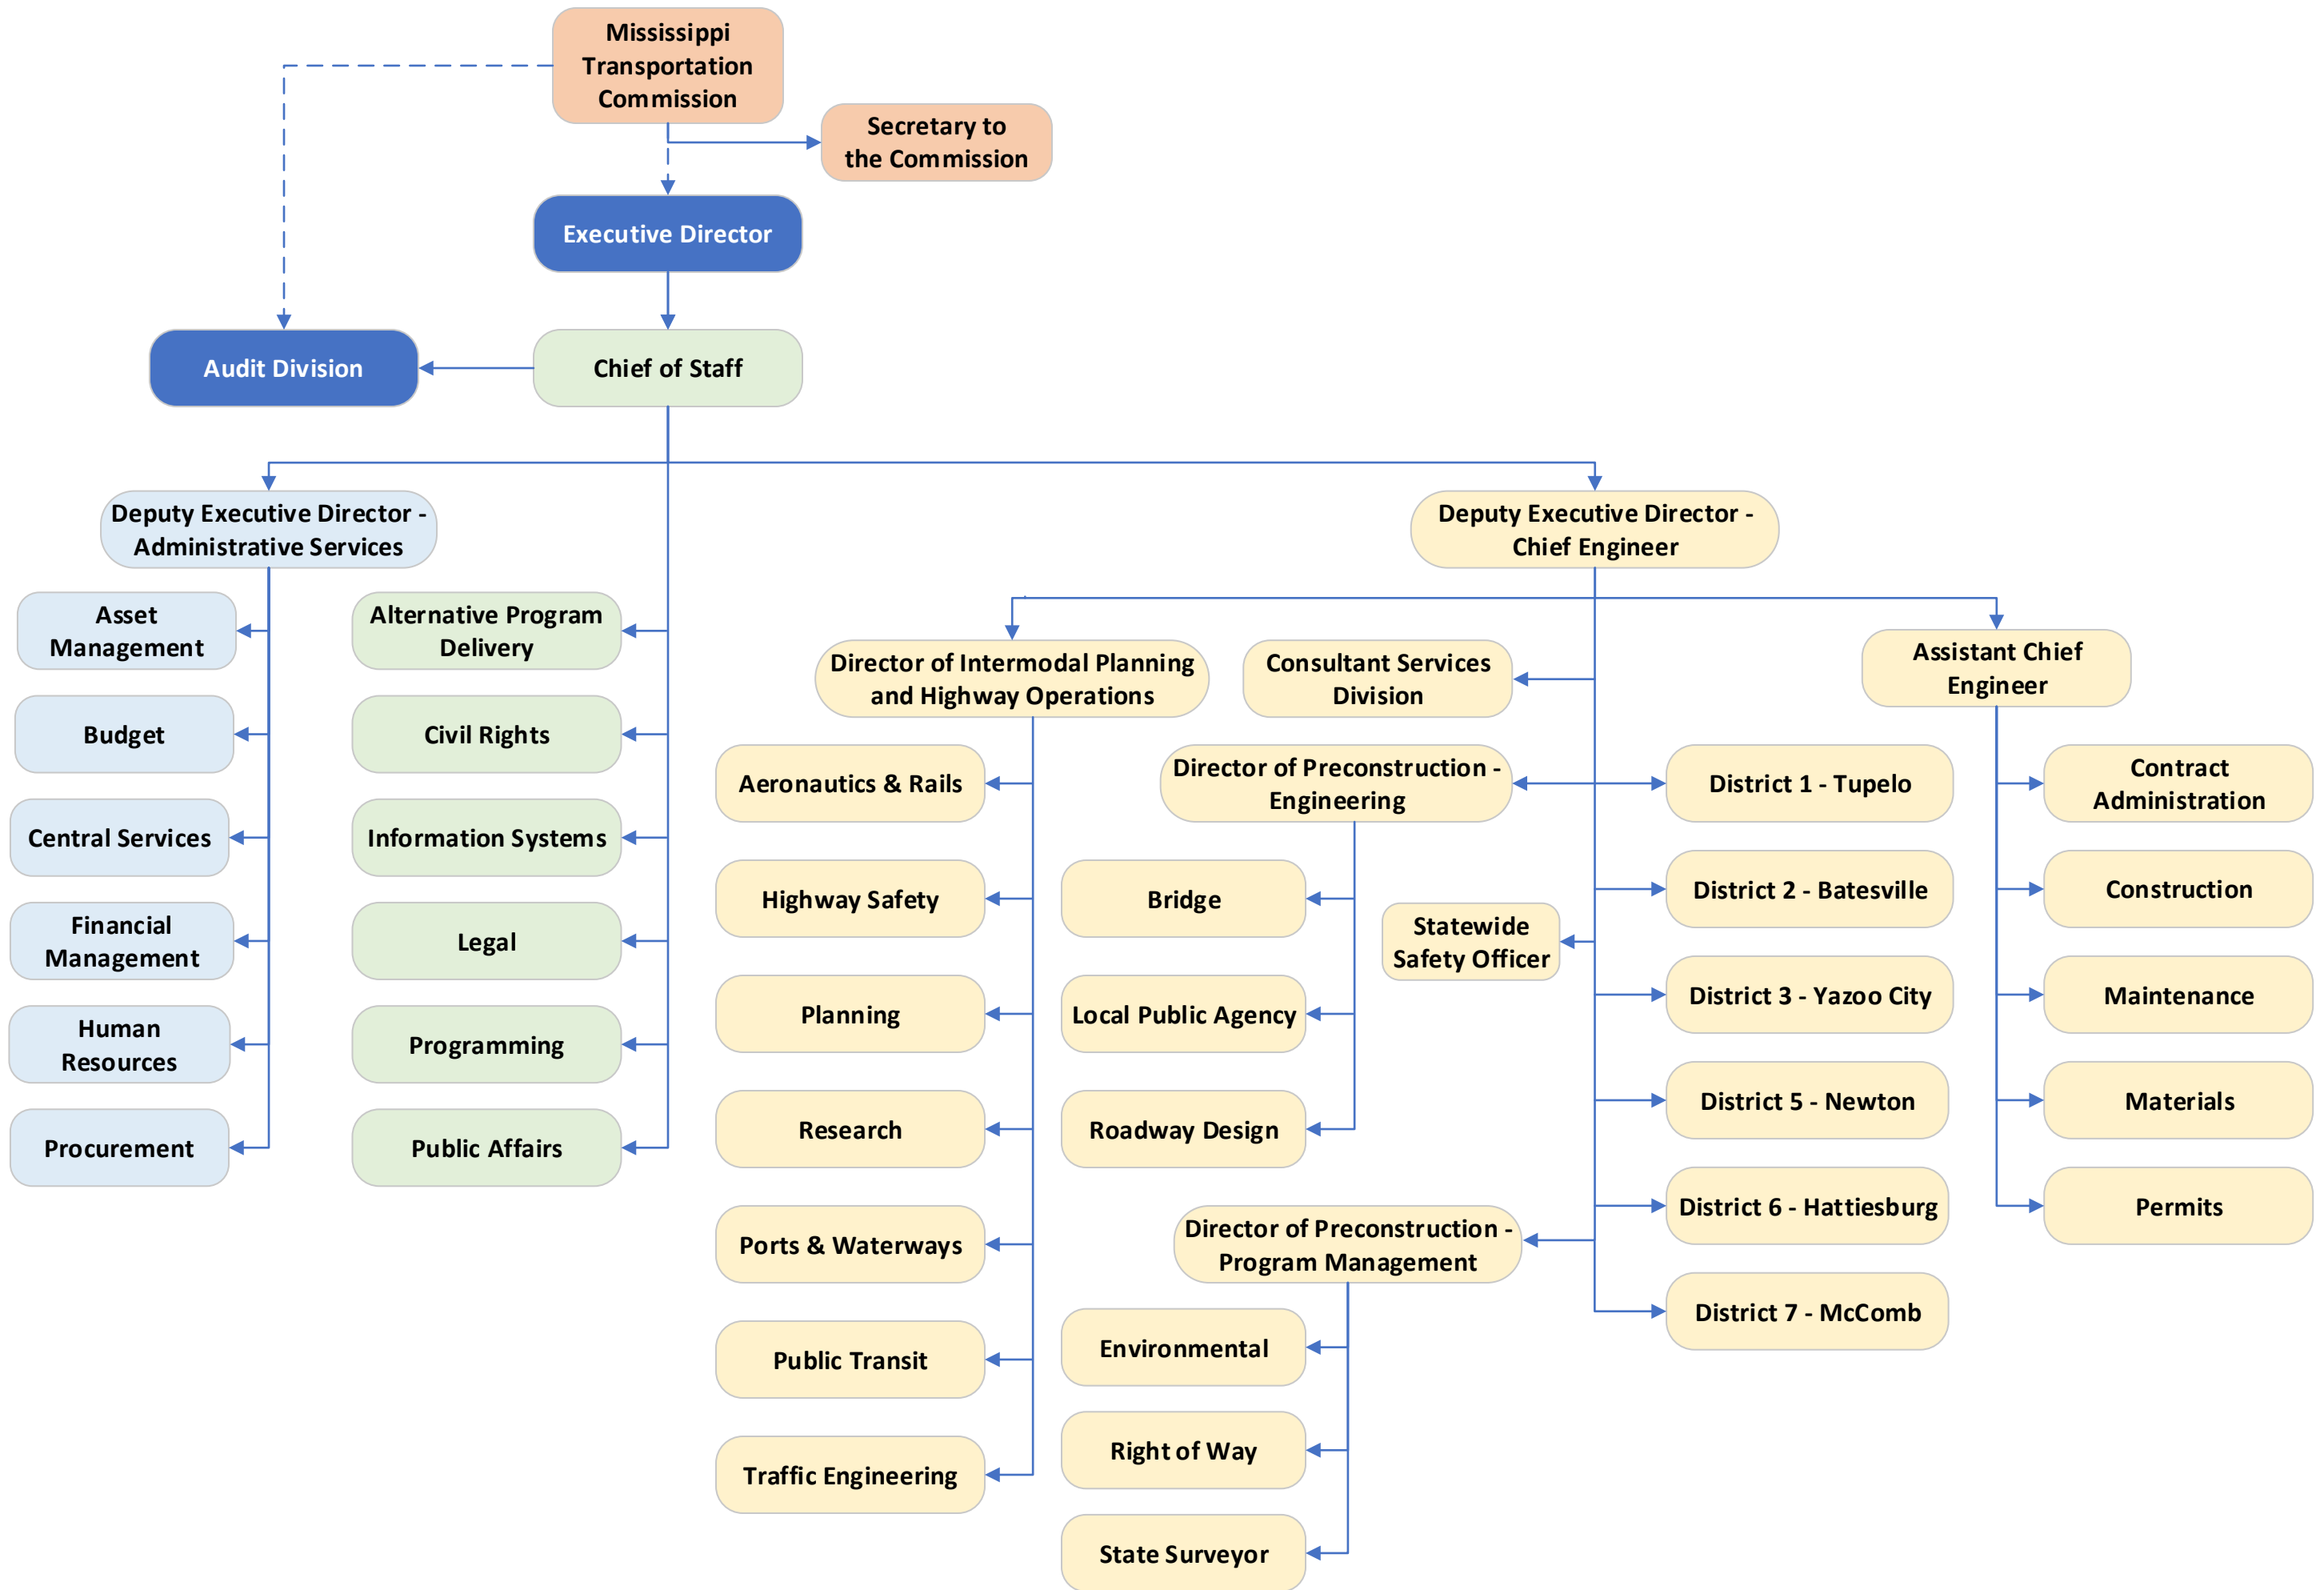 Mississippi
Transportation
Commission
Secretary to
the Commission
Executive Director
Audit Division
Chief of Staff
Deputy Executive Director -
Administrative Services
Deputy Executive Director -
Chief Engineer
Asset
Management
Budget
Central Services
Financial
Management
Human
Resources
Procurement
Alternative Program
Delivery
Civil Rights
Information Systems
Legal
Programming
Public Affairs
Director of Intermodal Planning
and Highway Operations
Aeronautics & Rails
Highway Safety
Planning
Research
Ports & Waterways
Public Transit
Traffic Engineering
Consultant Services
Division
Director of Preconstruction -
Engineering
Bridge
Local Public Agency
Roadway Design
Statewide
Safety Officer
Director of Preconstruction -
Program Management
Environmental
Right of Way
State Surveyor
District 1 - Tupelo
District 2 - Batesville
District 3 - Yazoo City
District 5 - Newton
District 6 - Hattiesburg
District 7 - McComb
Assistant Chief
Engineer
Contract
Administration
Construction
Maintenance
Materials
Permits